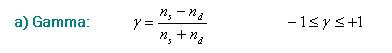 a) Gamma: γ = (n_s − n_d) / (n_s + n_d) − 1 ≤ γ ≤ +1